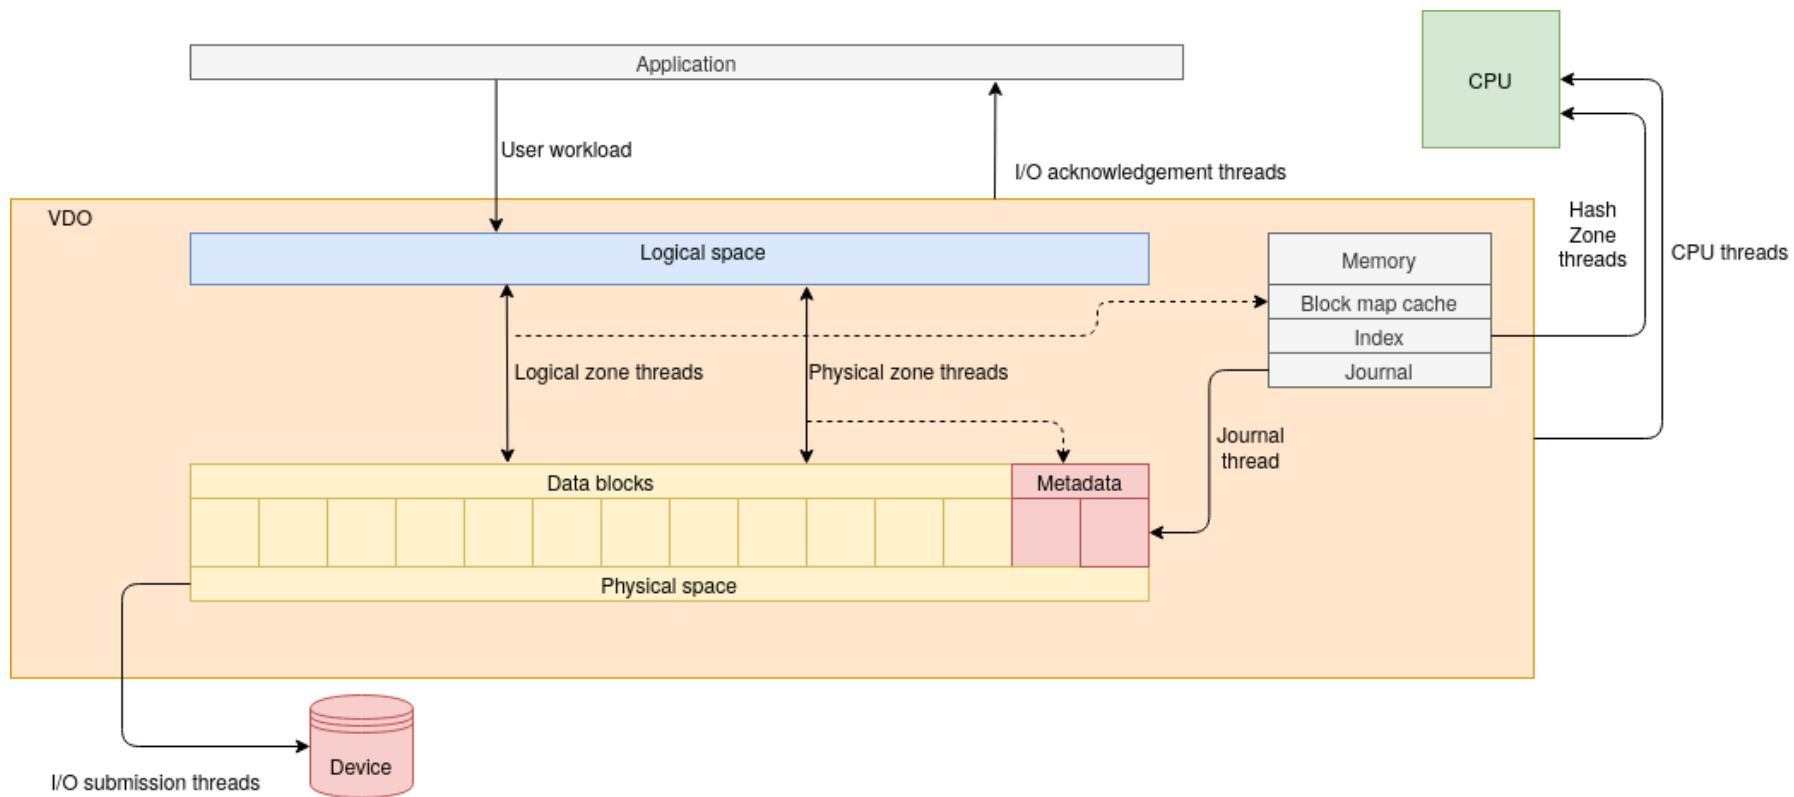 Application
CPU
User workload
I/O acknowledgement threads
VDO
Logical space
Hash
Zone
threads
CPU threads
Memory
Block map cache
Index
Journal
Logical zone threads
Physical zone threads
Journal
thread
Data blocks
Metadata
Physical space
Device
I/O submission threads